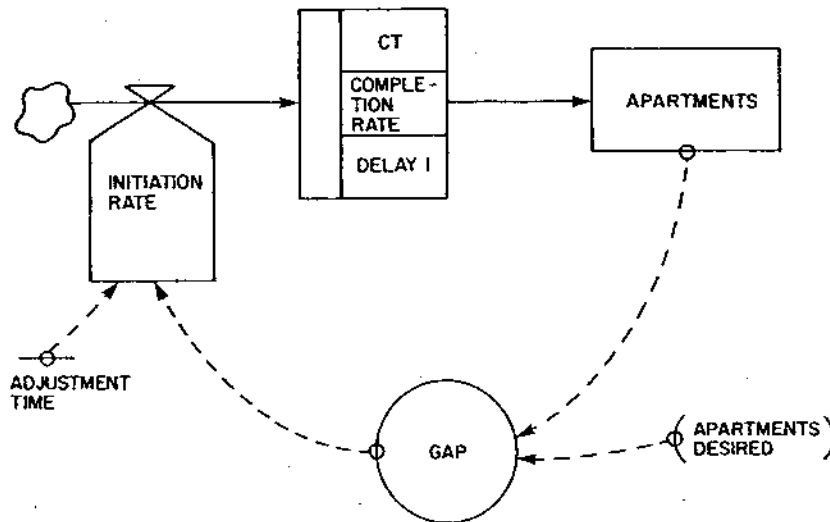 CT
COMPLE-
TION
RATE
DELAY I
APARTMENTS
INITIATION
RATE
ADJUSTMENT
TIME
GAP
(APARTMENTS
DESIRED)